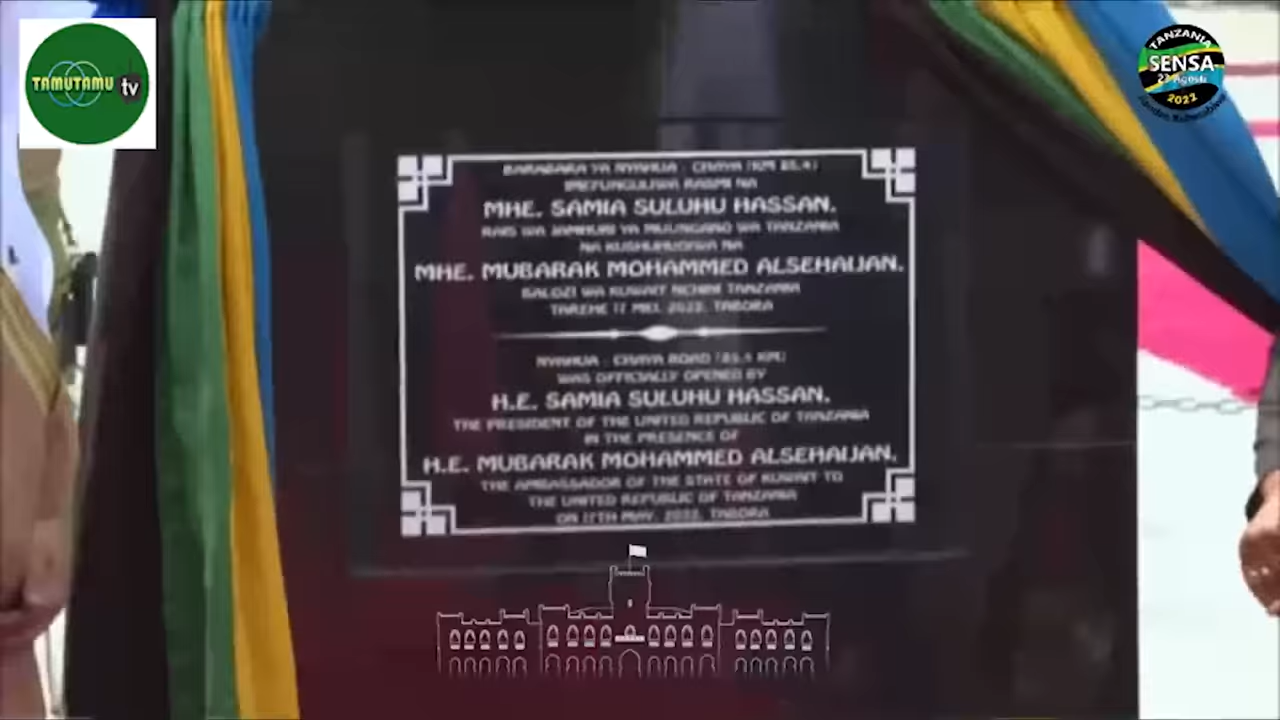 TAMUTAMU tv
TANZANIA
SENSA
23 Agosti
2022
BARABARA YA NYAHUA - CHAYA (KM 85.4)
IMEFUNGULIWA RASMI NA
MHE. SAMIA SULUHU HASSAN.
RAIS WA JAMHURI YA MUUNGANO WA TANZANIA
NA KUSHUHUDIWA NA
MHE. MUBARAK MOHAMMED ALSEHAIJAN.
BALOZI WA KUWAIT NCHINI TANZANIA
TAREHE 17 MEI, 2022, TABORA
NYAHUA - CHAYA ROAD (85.4 KM)
WAS OFFICIALLY OPENED BY
H.E. SAMIA SULUHU HASSAN.
THE PRESIDENT OF THE UNITED REPUBLIC OF TANZANIA
IN THE PRESENCE OF
H.E. MUBARAK MOHAMMED ALSEHAIJAN.
THE AMBASSADOR OF THE STATE OF KUWAIT TO
THE UNITED REPUBLIC OF TANZANIA
ON 17TH MAY, 2022, TABORA